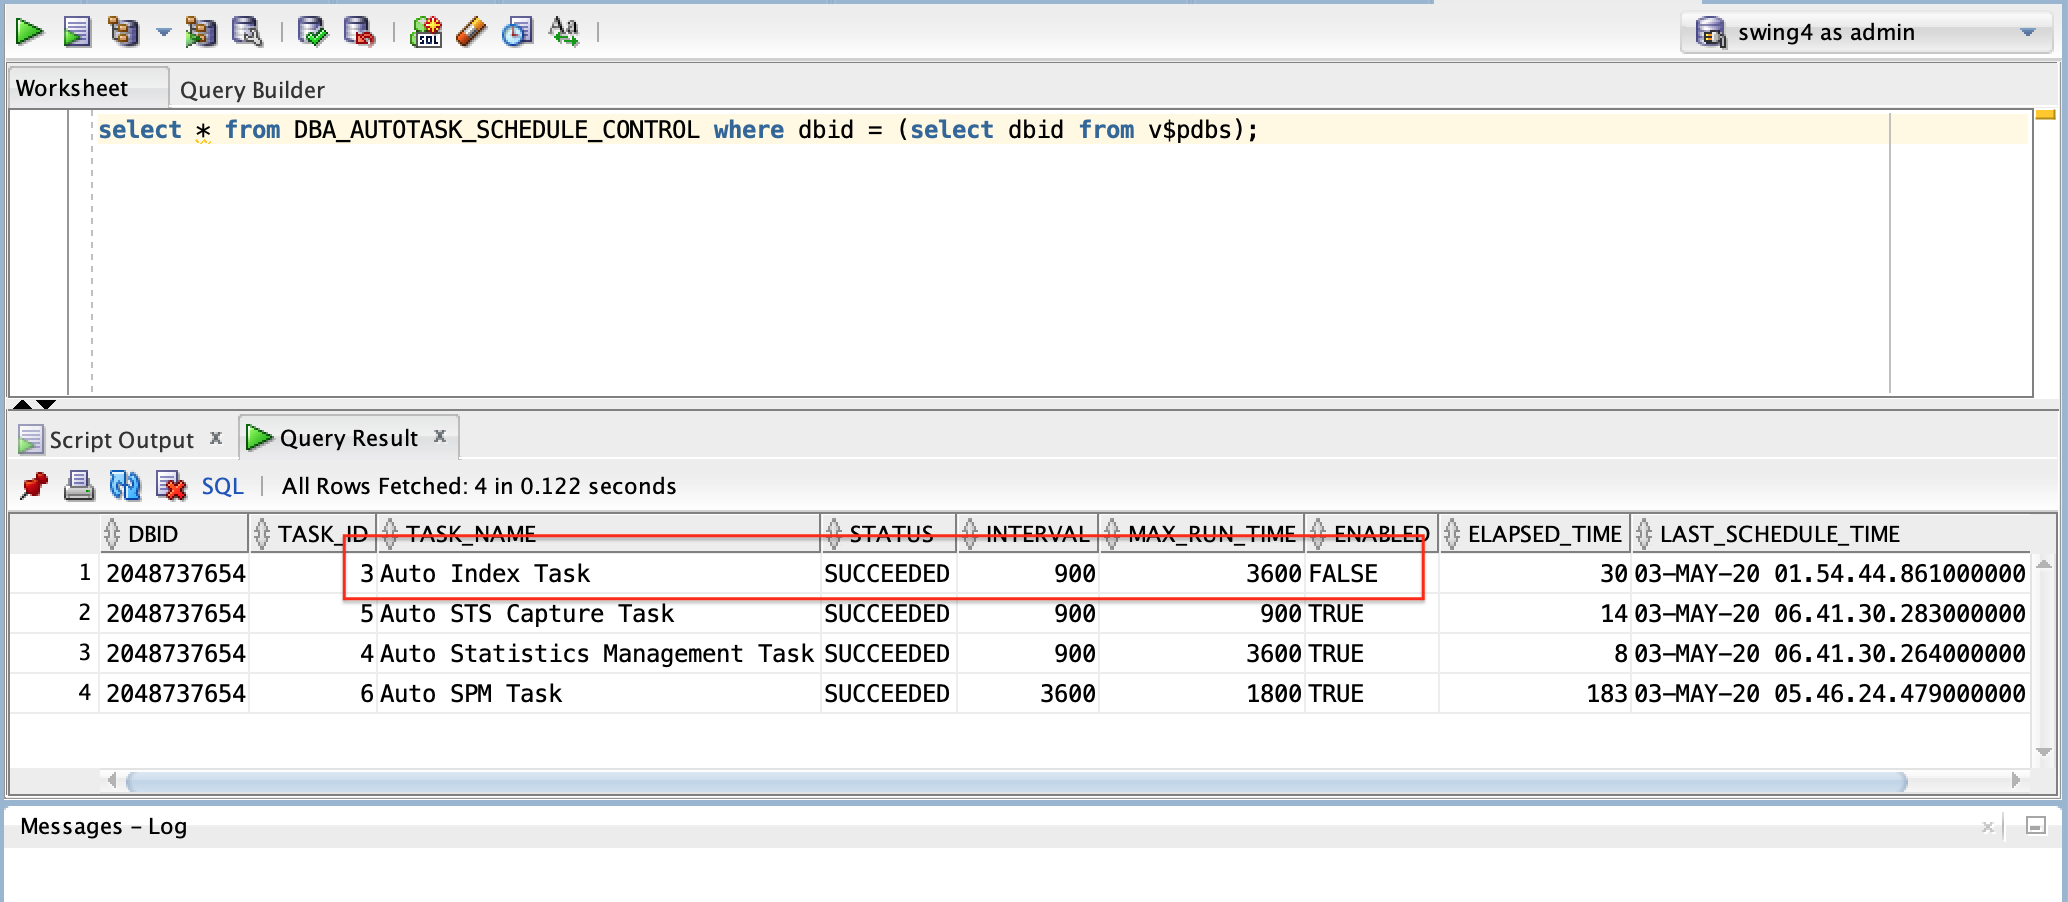 swing4 as admin
Worksheet Query Builder
select * from DBA_AUTOTASK_SCHEDULE_CONTROL where dbid = (select dbid from v$pdbs);
Script Output x Query Result x
SQL | All Rows Fetched: 4 in 0.122 seconds
DBID TASK_ID TASK_NAME STATUS INTERVAL MAX_RUN_TIME ENABLED ELAPSED_TIME LAST_SCHEDULE_TIME
1 2048737654 3 Auto Index Task SUCCEEDED 900 3600 FALSE 30 03-MAY-20 01.54.44.861000000
2 2048737654 5 Auto STS Capture Task SUCCEEDED 900 900 TRUE 14 03-MAY-20 06.41.30.283000000
3 2048737654 4 Auto Statistics Management Task SUCCEEDED 900 3600 TRUE 8 03-MAY-20 06.41.30.264000000
4 2048737654 6 Auto SPM Task SUCCEEDED 3600 1800 TRUE 183 03-MAY-20 05.46.24.479000000
Messages - Log